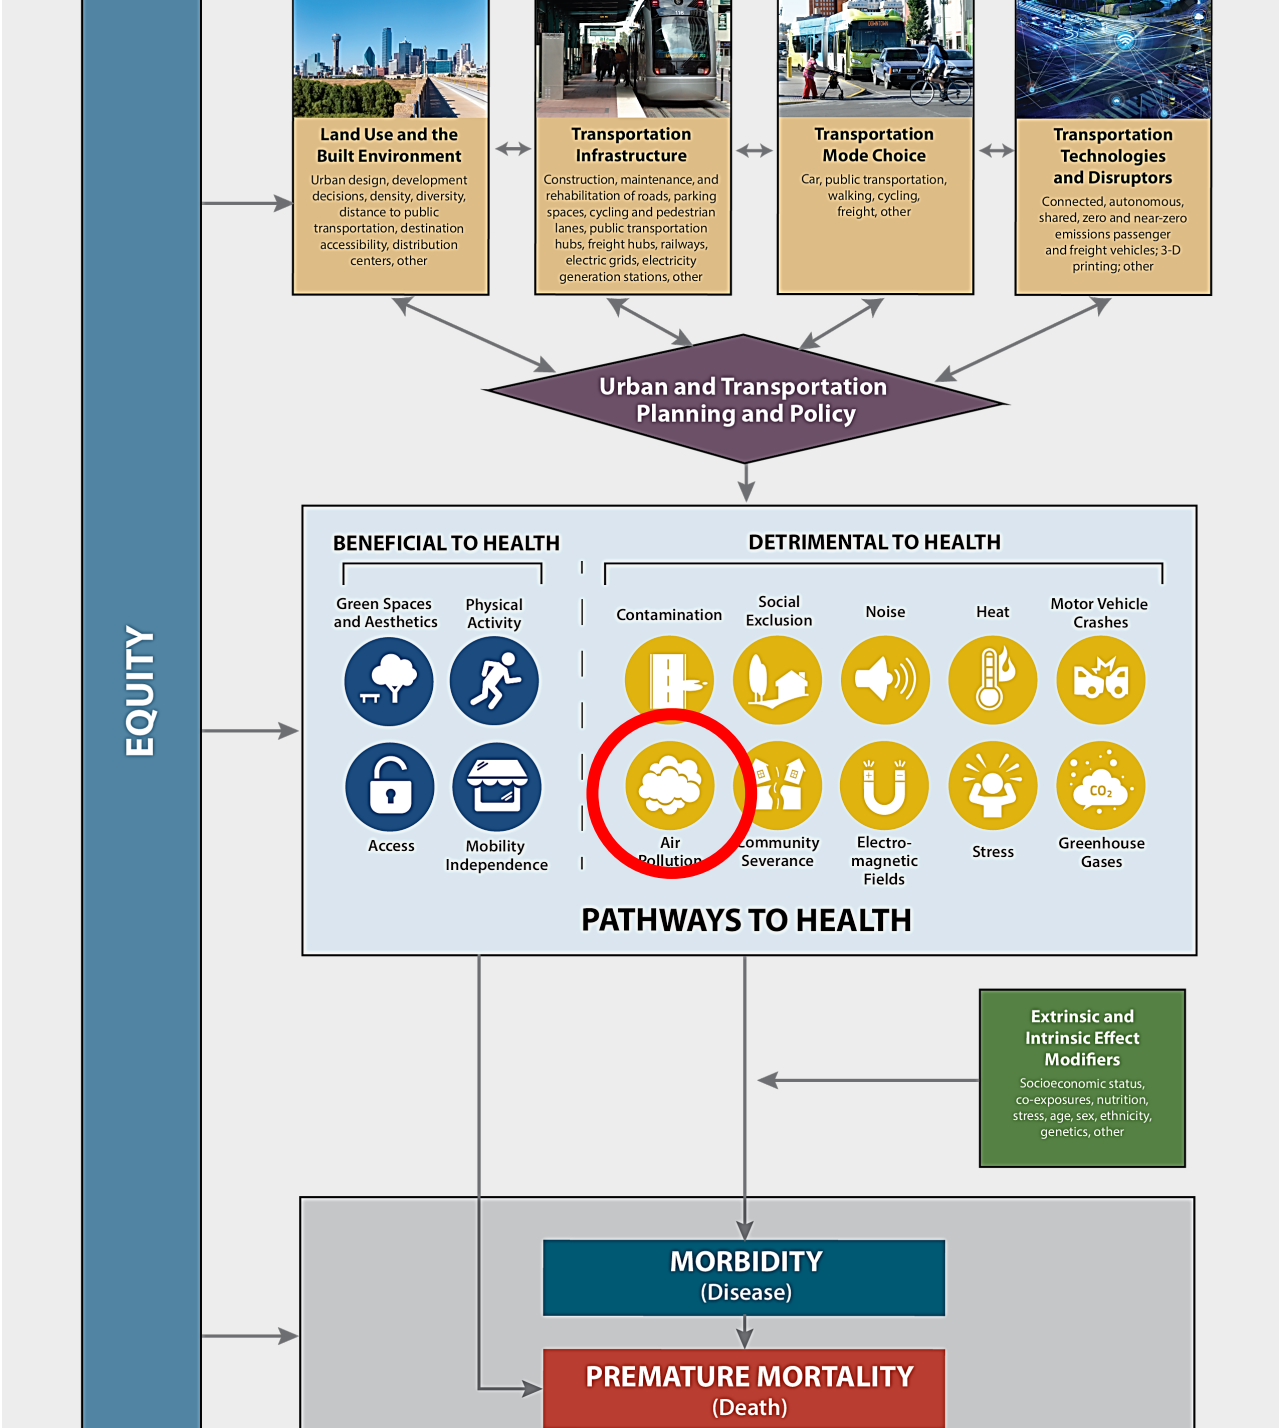 EQUITY
Land Use and the
Built Environment
Urban design, development
decisions, density, diversity,
distance to public
transportation, destination
accessibility, distribution
centers, other
Transportation
Infrastructure
Construction, maintenance, and
rehabilitation of roads, parking
spaces, cycling and pedestrian
lanes, public transportation
hubs, freight hubs, railways,
electric grids, electricity
generation stations, other
Transportation
Mode Choice
Car, public transportation,
walking, cycling,
freight, other
Transportation
Technologies
and Disruptors
Connected, autonomous,
shared, zero and near-zero
emissions passenger
and freight vehicles; 3-D
printing; other
Urban and Transportation
Planning and Policy
BENEFICIAL TO HEALTH
Green Spaces
and Aesthetics
Physical
Activity
Access
Mobility
Independence
DETRIMENTAL TO HEALTH
Contamination
Social
Exclusion
Noise
Heat
Motor Vehicle
Crashes
Air
Pollution
Community
Severance
Electro-
magnetic
Fields
Stress
CO₂
Greenhouse
Gases
PATHWAYS TO HEALTH
Extrinsic and
Intrinsic Effect
Modifiers
Socioeconomic status,
co-exposures, nutrition,
stress, age, sex, ethnicity,
genetics, other
MORBIDITY
(Disease)
PREMATURE MORTALITY
(Death)